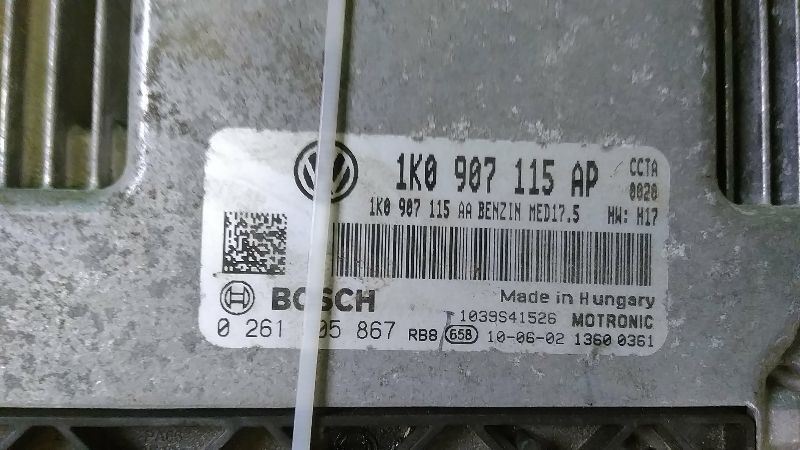 1K0 907 115 AP CCTA
0020
1K0 907 115 AA BENZIN MED17.5 HW: H17
BOSCH Made in Hungary
1039S41526 MOTRONIC
0 261 05 867 RB8 658 10-06-02 1360 0361